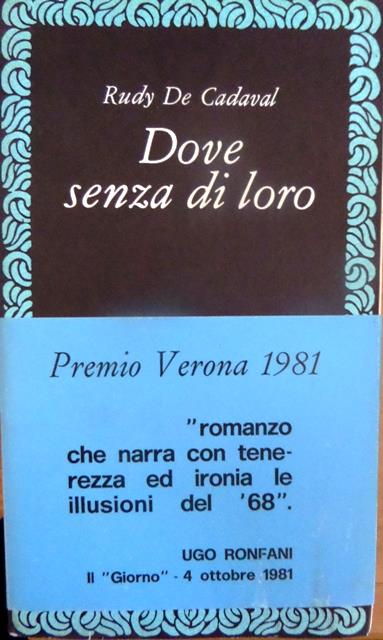 Rudy De Cadaval
Dove
senza di loro
Premio Verona 1981
"romanzo
che narra con tene-
rezza ed ironia le
illusioni del '68".
UGO RONFANI
Il "Giorno" - 4 ottobre 1981